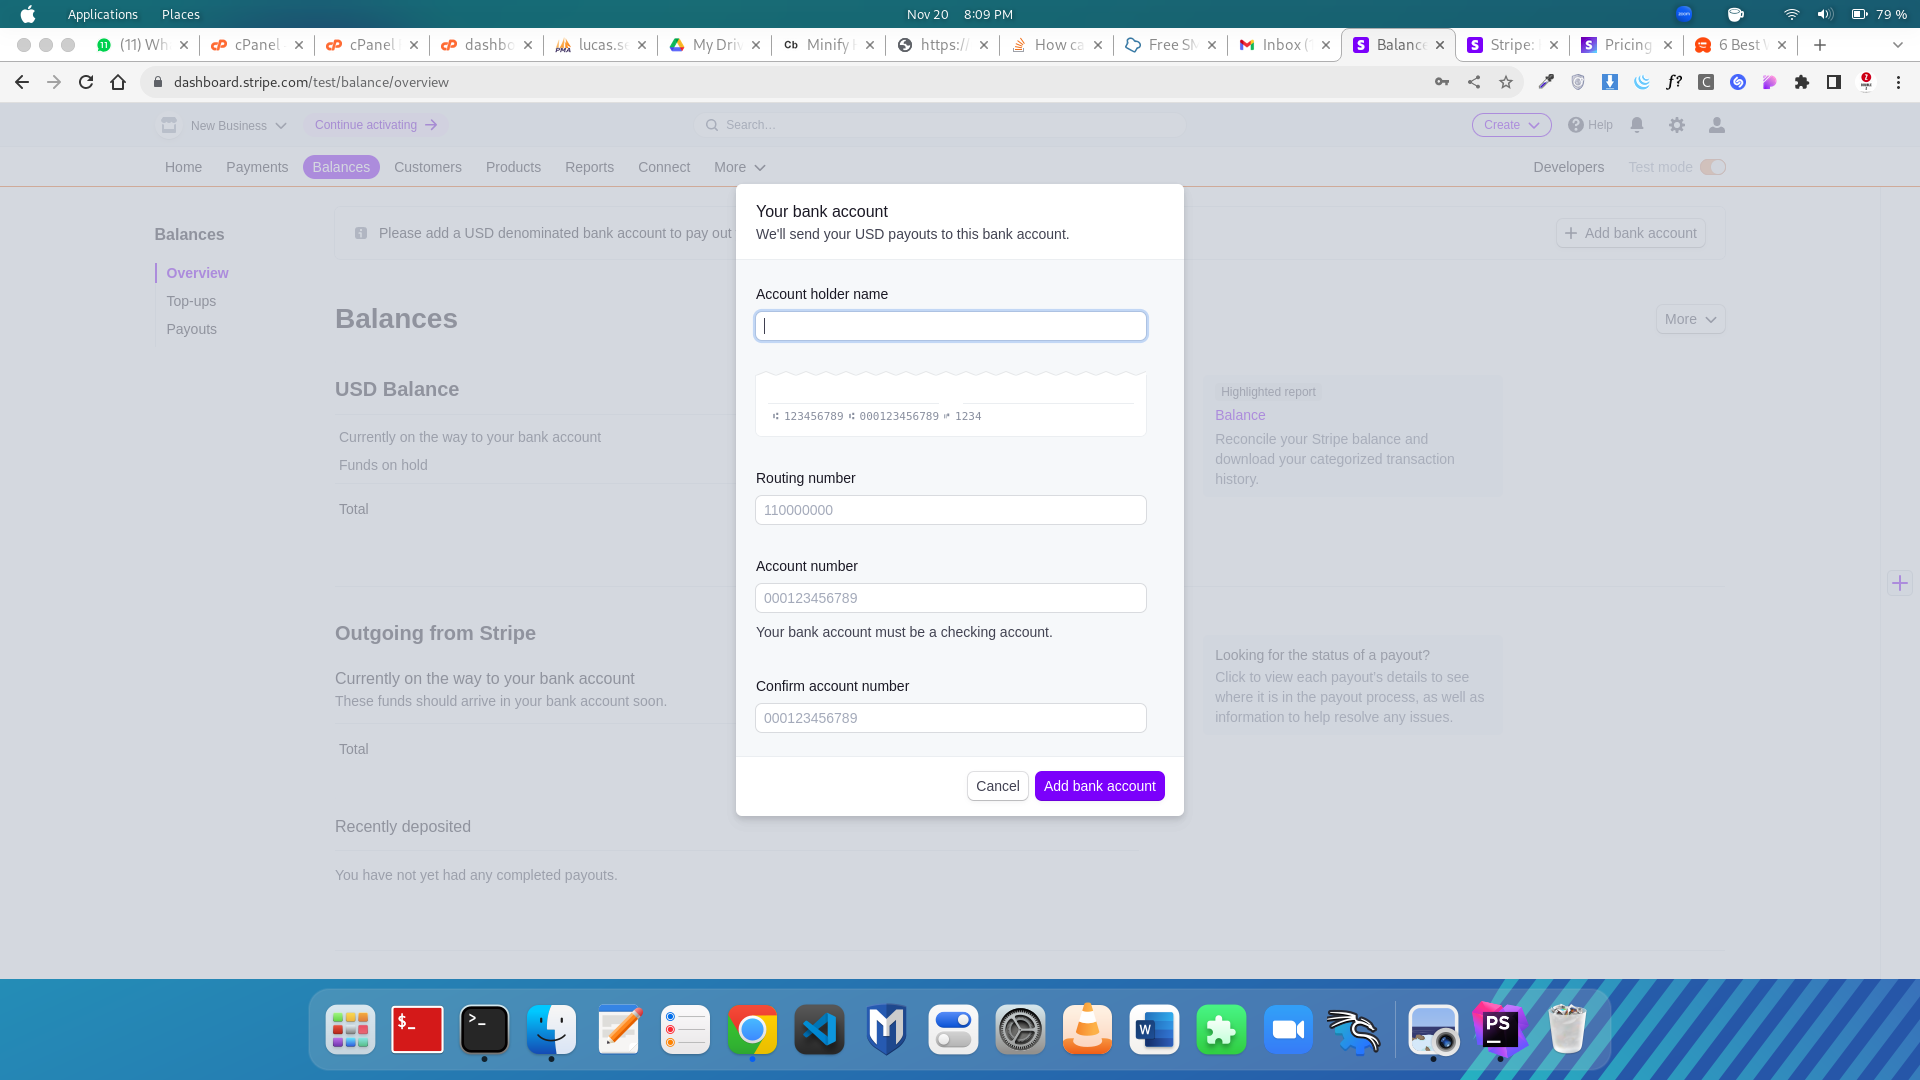 Applications Places Nov 20 8:09 PM 79 %
(11) Wh cPanel cPanel dashbo lucas.s My Driv Cb Minify https:// How ca Free SM Inbox ( Balance Stripe: Pricing 6 Best
dashboard.stripe.com/test/balance/overview
New Business Continue activating Search... Create Help
Home Payments Balances Customers Products Reports Connect More Developers Test mode
Balances
Overview
Top-ups
Payouts
Please add a USD denominated bank account to pay out
Add bank account
Balances
More
USD Balance
Currently on the way to your bank account
Funds on hold
Total
Highlighted report
Balance
Reconcile your Stripe balance and
download your categorized transaction
history.
Outgoing from Stripe
Currently on the way to your bank account
These funds should arrive in your bank account soon.
Total
Looking for the status of a payout?
Click to view each payout's details to see
where it is in the payout process, as well as
information to help resolve any issues.
Recently deposited
You have not yet had any completed payouts.
Your bank account
We'll send your USD payouts to this bank account.
Account holder name
⑆ 123456789 ⑆ 000123456789 ⑈ 1234
Routing number
110000000
Account number
000123456789
Your bank account must be a checking account.
Confirm account number
000123456789
Cancel Add bank account
$_ >_ W PS